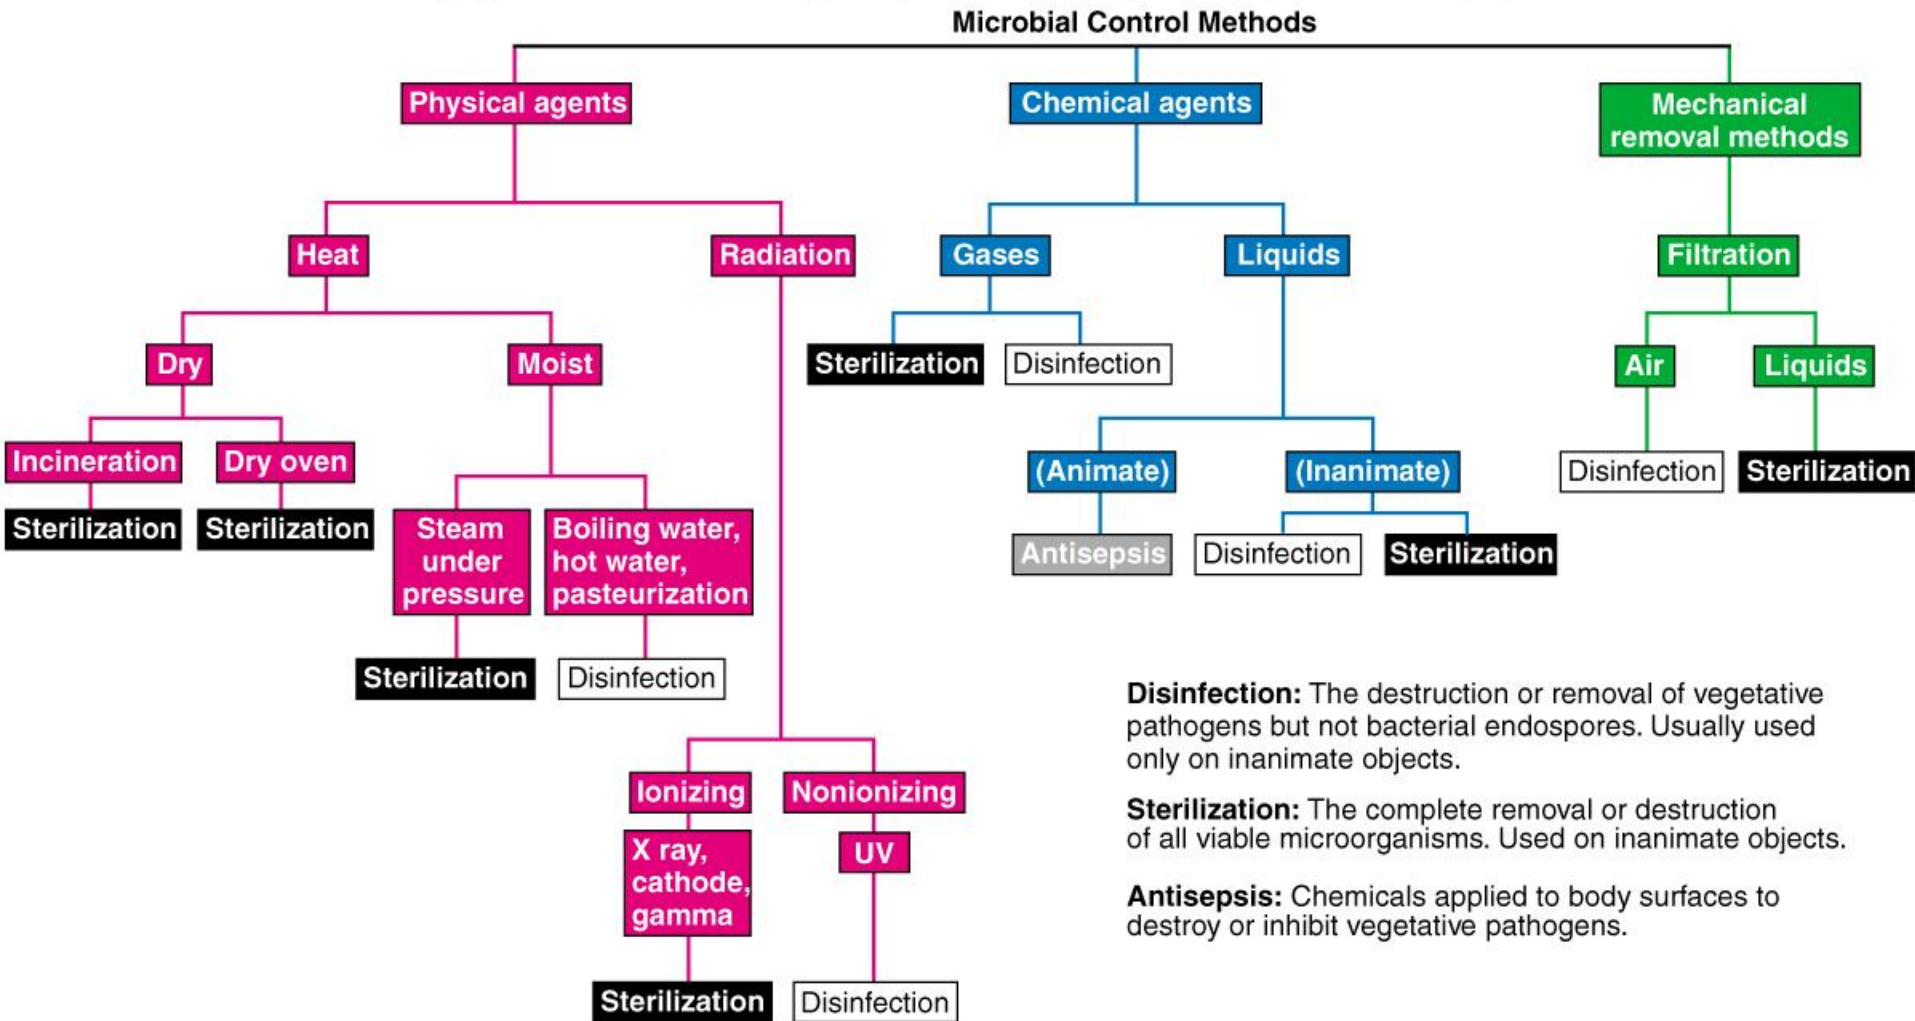 Microbial Control Methods
Physical agents
Chemical agents
Mechanical
removal methods
Heat
Radiation
Gases
Liquids
Filtration
Dry
Moist
Sterilization
Disinfection
Air
Liquids
Incineration
Dry oven
(Animate)
(Inanimate)
Disinfection
Sterilization
Sterilization
Sterilization
Steam
under
pressure
Boiling water,
hot water,
pasteurization
Antisepsis
Disinfection
Sterilization
Sterilization
Disinfection
Ionizing
Nonionizing
X ray,
cathode,
gamma
UV
Sterilization
Disinfection
Disinfection: The destruction or removal of vegetative
pathogens but not bacterial endospores. Usually used
only on inanimate objects.
Sterilization: The complete removal or destruction
of all viable microorganisms. Used on inanimate objects.
Antisepsis: Chemicals applied to body surfaces to
destroy or inhibit vegetative pathogens.